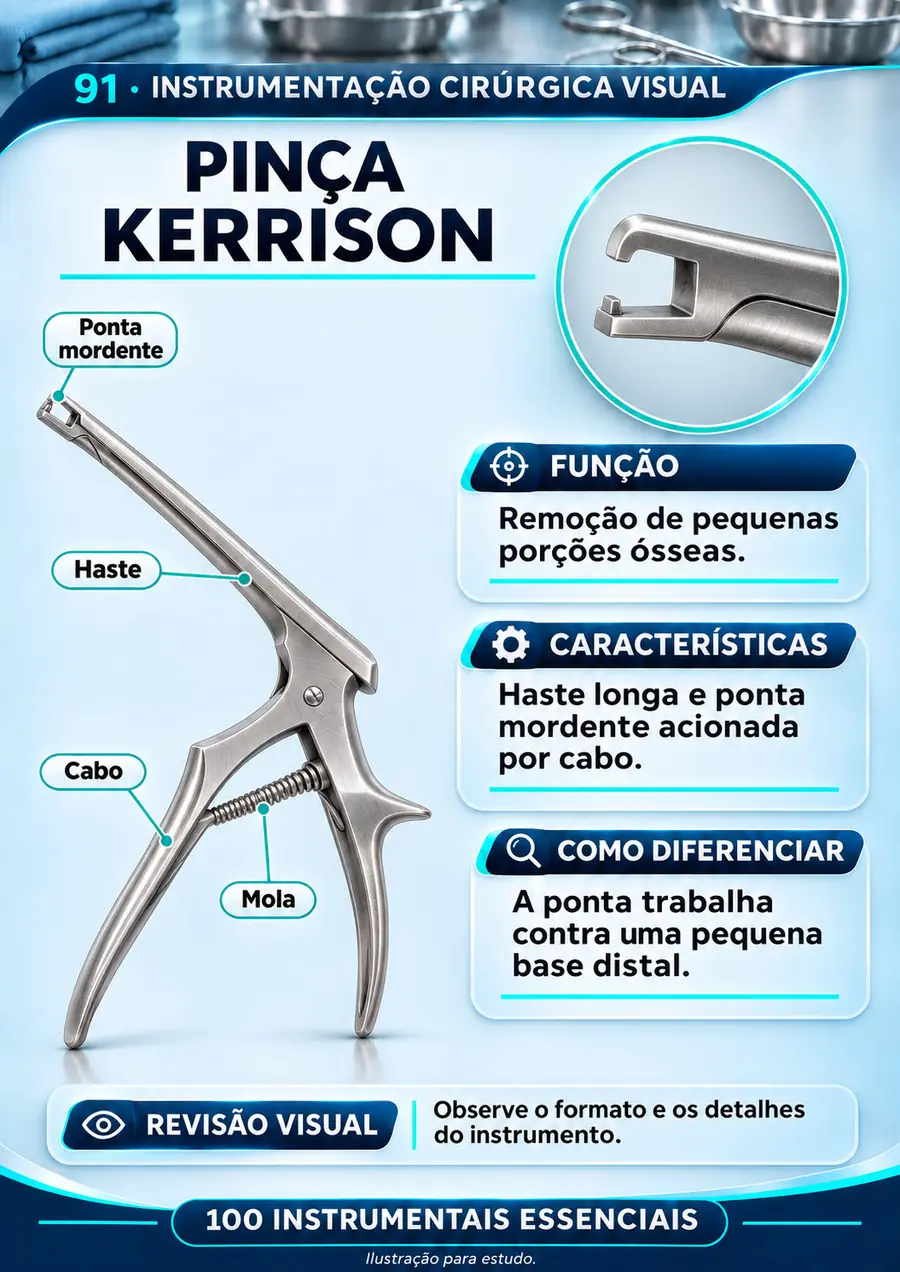 91 · INSTRUMENTAÇÃO CIRÚRGICA VISUAL
PINÇA
KERRISON
Ponta
mordente
Haste
Cabo
Mola
FUNÇÃO
Remoção de pequenas
porções ósseas.
CARACTERÍSTICAS
Haste longa e ponta
mordente acionada
por cabo.
COMO DIFERENCIAR
A ponta trabalha
contra uma pequena
base distal.
REVISÃO VISUAL
Observe o formato e os detalhes
do instrumento.
100 INSTRUMENTAIS ESSENCIAIS
Ilustração para estudo.